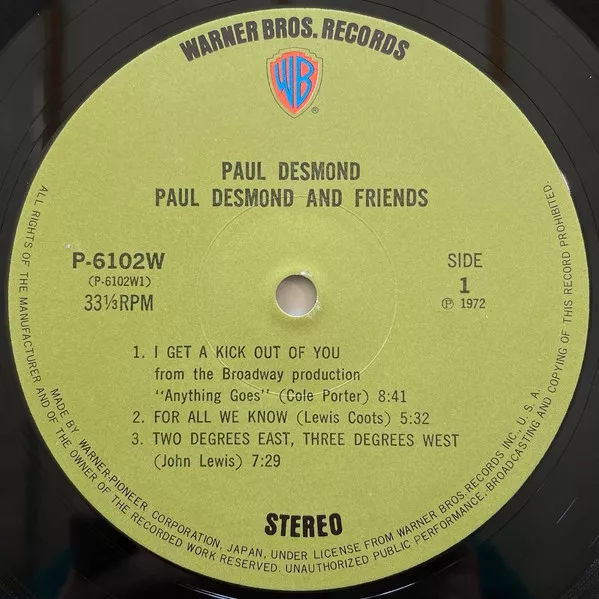 WARNER BROS. RECORDS
WB
®
PAUL DESMOND
PAUL DESMOND AND FRIENDS
P-6102W
(P-6102W1)
33⅓RPM
SIDE
1
Ⓟ 1972
1. I GET A KICK OUT OF YOU
from the Broadway production
"Anything Goes" (Cole Porter) 8:41
2. FOR ALL WE KNOW (Lewis Coots) 5:32
3. TWO DEGREES EAST, THREE DEGREES WEST
(John Lewis) 7:29
STEREO
ALL RIGHTS OF THE MANUFACTURER AND OF THE OWNER OF THE RECORDED WORK RESERVED. UNAUTHORIZED PUBLIC PERFORMANCE. BROADCASTING AND COPYING OF THIS RECORD PROHIBITED.
MADE BY WARNER-PIONEER CORPORATION, JAPAN, UNDER LICENSE FROM WARNER BROS. RECORDS INC., U. S. A.